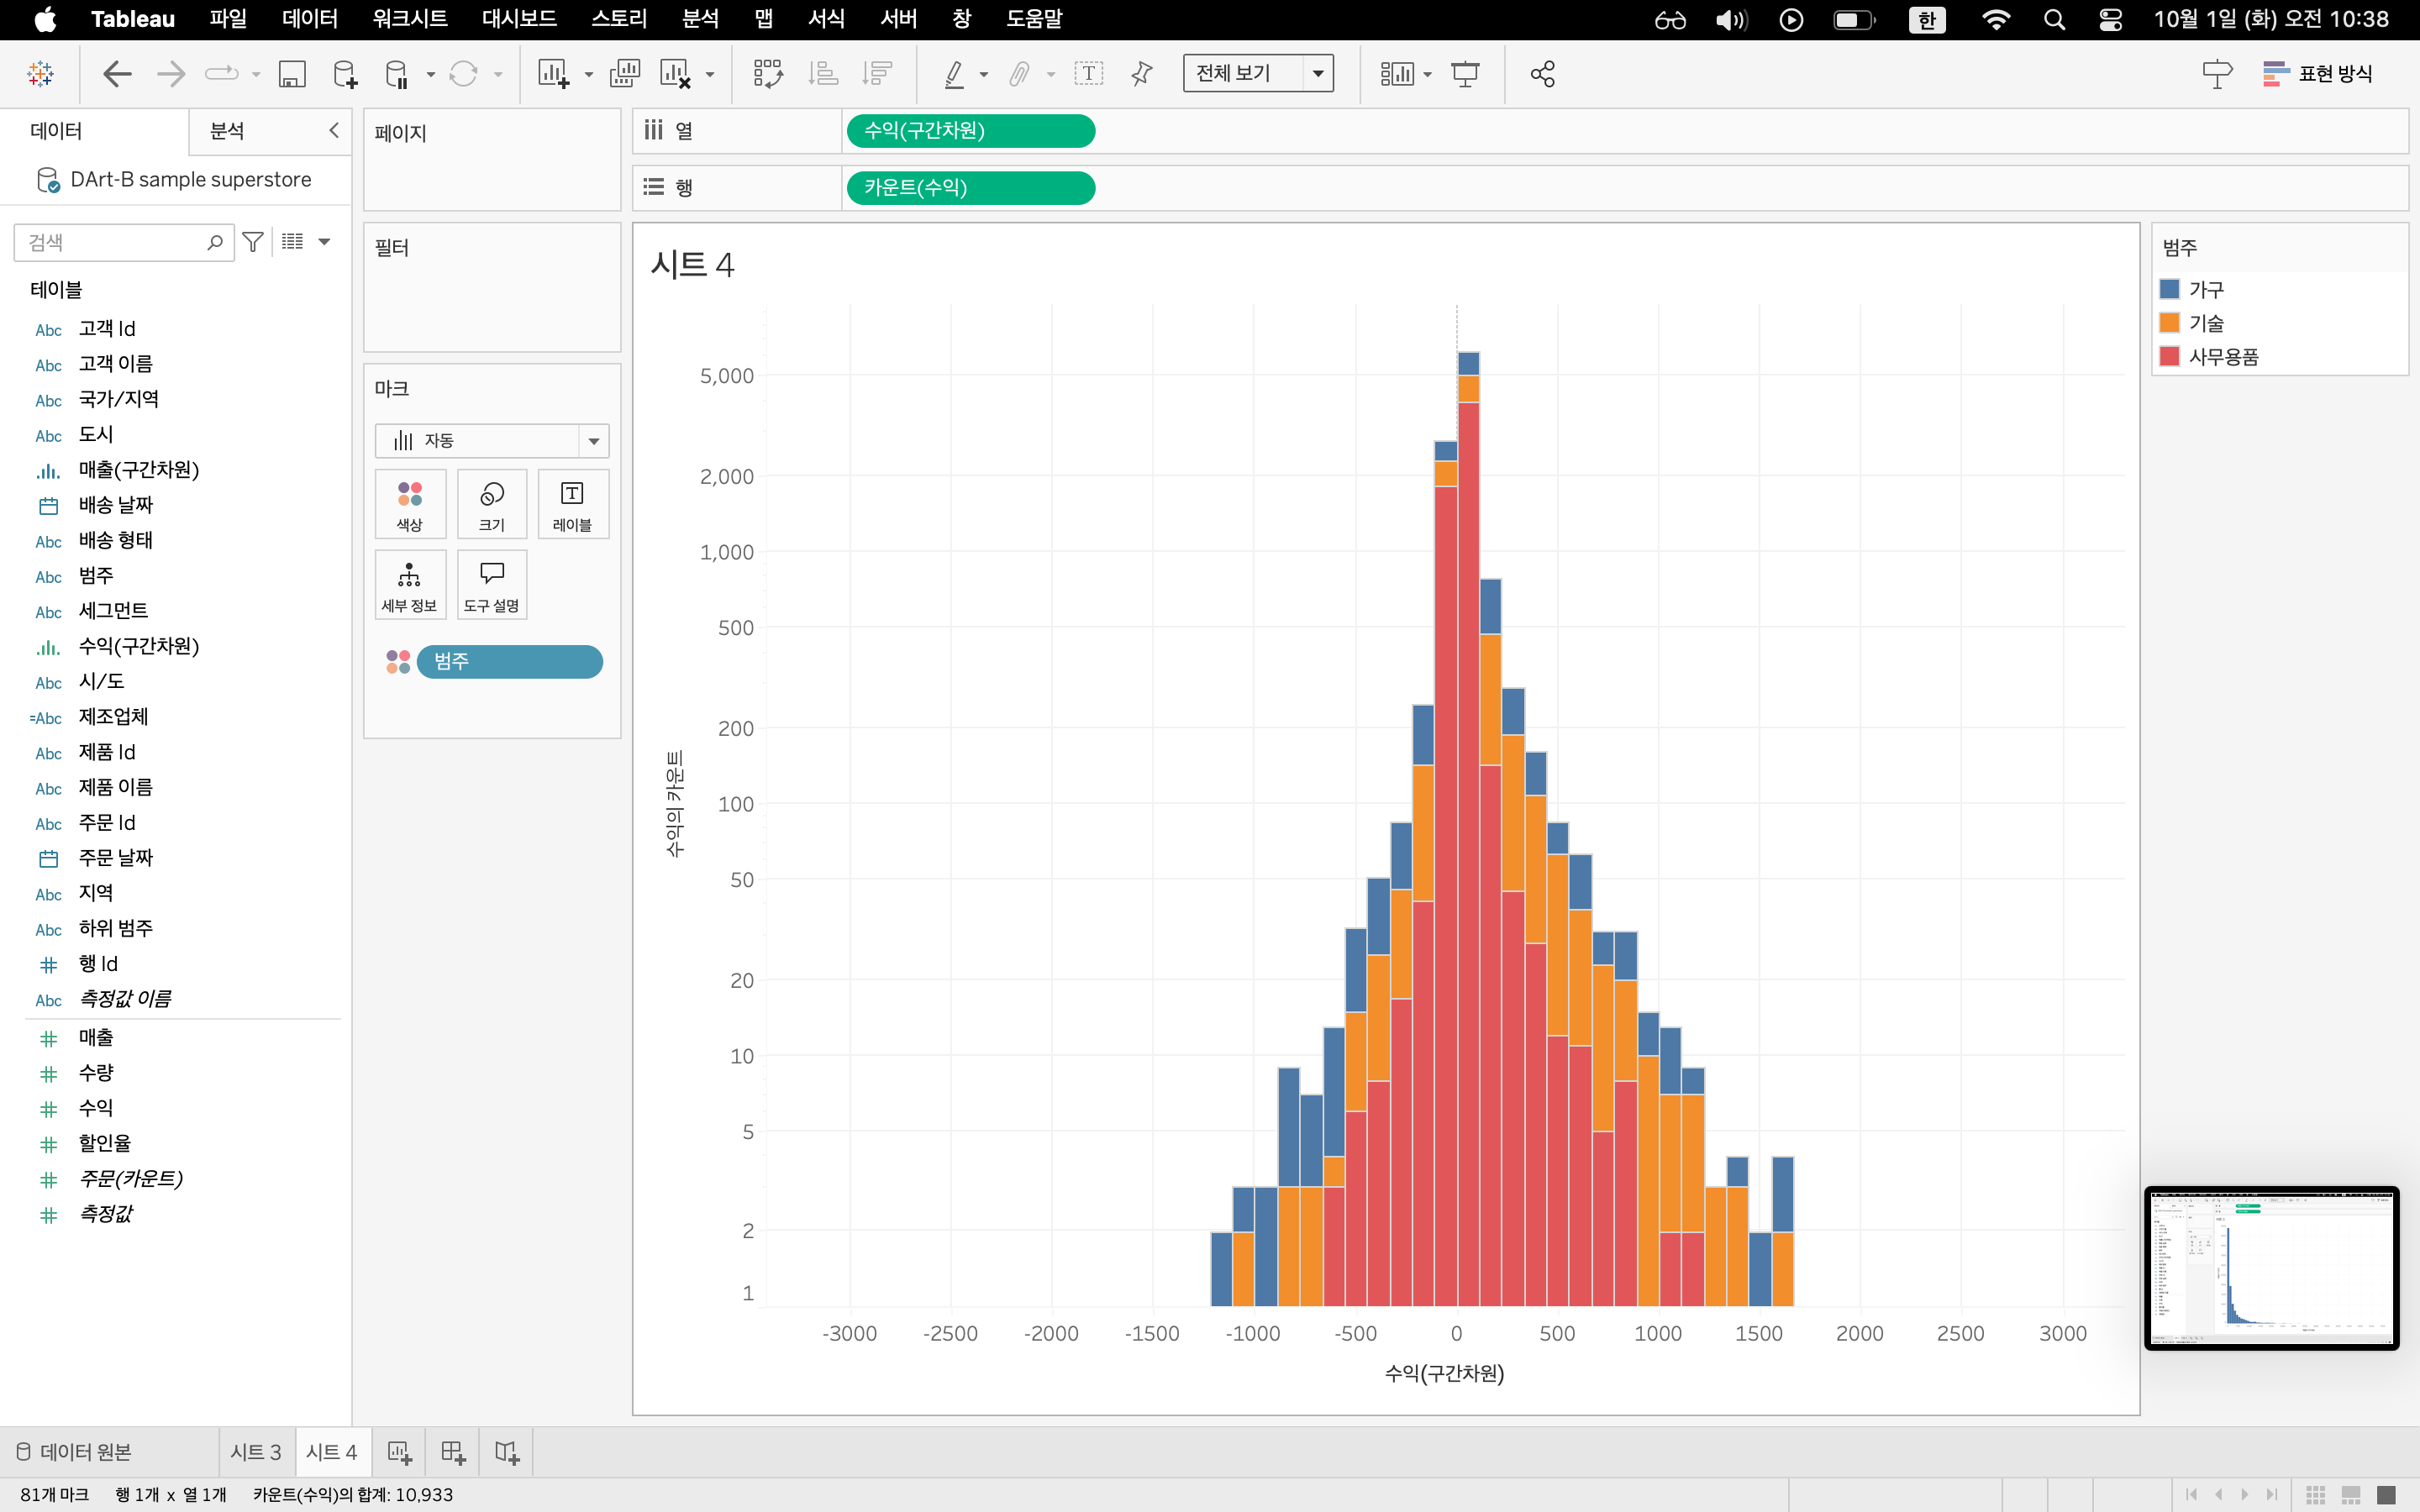 Tableau 파일 데이터 워크시트 대시보드 스토리 분석 맵 서식 서버 창 도움말 한 10월 1일 (화) 오전 10:38
전체 보기 표현 방식
데이터 분석
DArt-B sample superstore
검색
테이블
Abc 고객 Id
Abc 고객 이름
Abc 국가/지역
Abc 도시
매출(구간차원)
배송 날짜
Abc 배송 형태
Abc 범주
Abc 세그먼트
수익(구간차원)
Abc 시/도
=Abc 제조업체
Abc 제품 Id
Abc 제품 이름
Abc 주문 Id
주문 날짜
Abc 지역
Abc 하위 범주
행 Id
Abc 측정값 이름
매출
수량
수익
할인율
주문(카운트)
측정값
페이지
필터
마크
자동
색상 크기 레이블
세부 정보 도구 설명
범주
열 수익(구간차원)
행 카운트(수익)
시트 4
수익의 카운트
5,000
2,000
1,000
500
200
100
50
20
10
5
2
1
-3000 -2500 -2000 -1500 -1000 -500 0 500 1000 1500 2000 2500 3000
수익(구간차원)
범주
가구
기술
사무용품
데이터 원본 시트 3 시트 4
81개 마크 행 1개 x 열 1개 카운트(수익)의 합계: 10,933